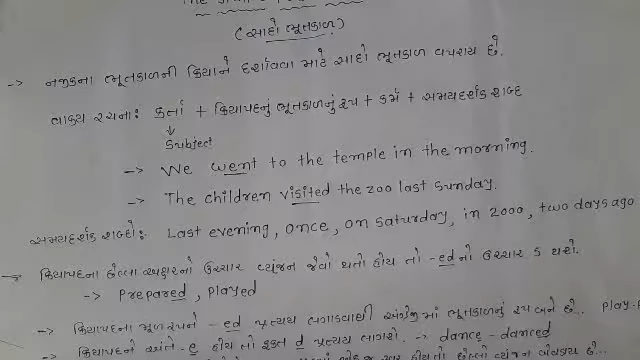 The
(સાદો ભૂતકાળ)
→ નજીકના ભૂતકાળની ક્રિયાને દર્શાવવા માટે સાદો ભૂતકાળ વપરાય છે.
વાક્ય રચના: કર્તા + ક્રિયાપદનું ભૂતકાળનું રૂપ + કર્મ + સમયદર્શક શબ્દ
↓
Subject
→ We went to the temple in the morning.
→ The children visited the zoo last sunday.
સમયદર્શક શબ્દો: Last evening, once, on saturday, in 2000, two days ago
→ ક્રિયાપદના છેલ્લા અક્ષરનો ઉચ્ચાર વ્યંજન જેવો થતો હોય તો -ed નો ઉચ્ચાર ડ થશે.
→ Prepared, played
→ ક્રિયાપદના મૂળ રૂપને -ed પ્રત્યય લગાડવાથી અંગ્રેજીમાં ભૂતકાળનું રૂપ બને છે.. Play-
→ ક્રિયાપદને અંતે -e હોય તો ફક્ત d પ્રત્યય લાગશે. → dance - danced